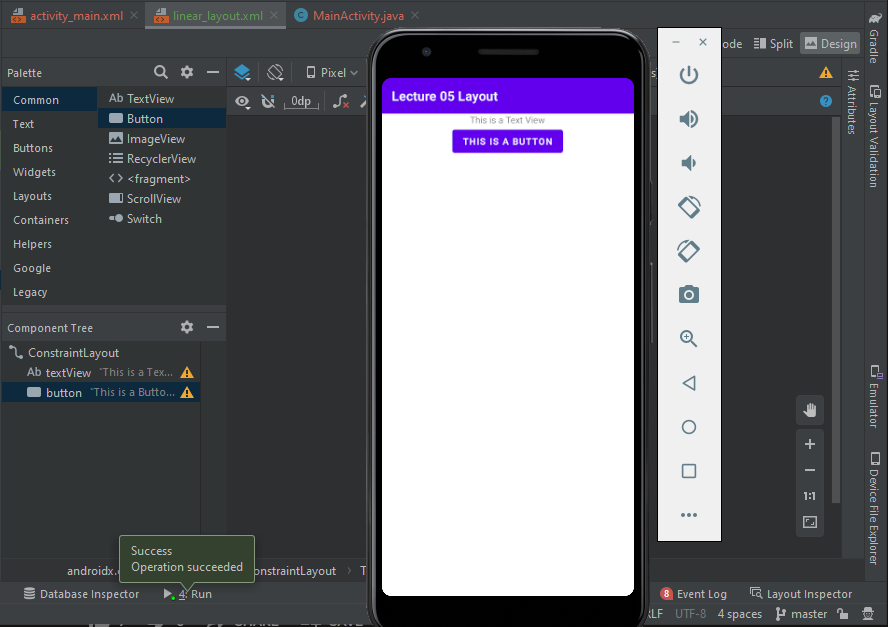 activity_main.xml
linear_layout.xml
MainActivity.java
ode
Split
Design
Palette
Pixel
0dp
Common
Text
Buttons
Widgets
Layouts
Containers
Helpers
Google
Legacy
Ab TextView
Button
ImageView
RecyclerView
<fragment>
ScrollView
Switch
Lecture 05 Layout
This is a Text View
THIS IS A BUTTON
Component Tree
ConstraintLayout
Ab textView "This is a Tex...
button "This is a Butto...
Gradle
Layout Validation
Attributes
Emulator
Device File Explorer
1:1
Success
Operation succeeded
androidx.c
onstraintLayout
Database Inspector
4: Run
8 Event Log
Layout Inspector
RLF UTF-8 4 spaces master